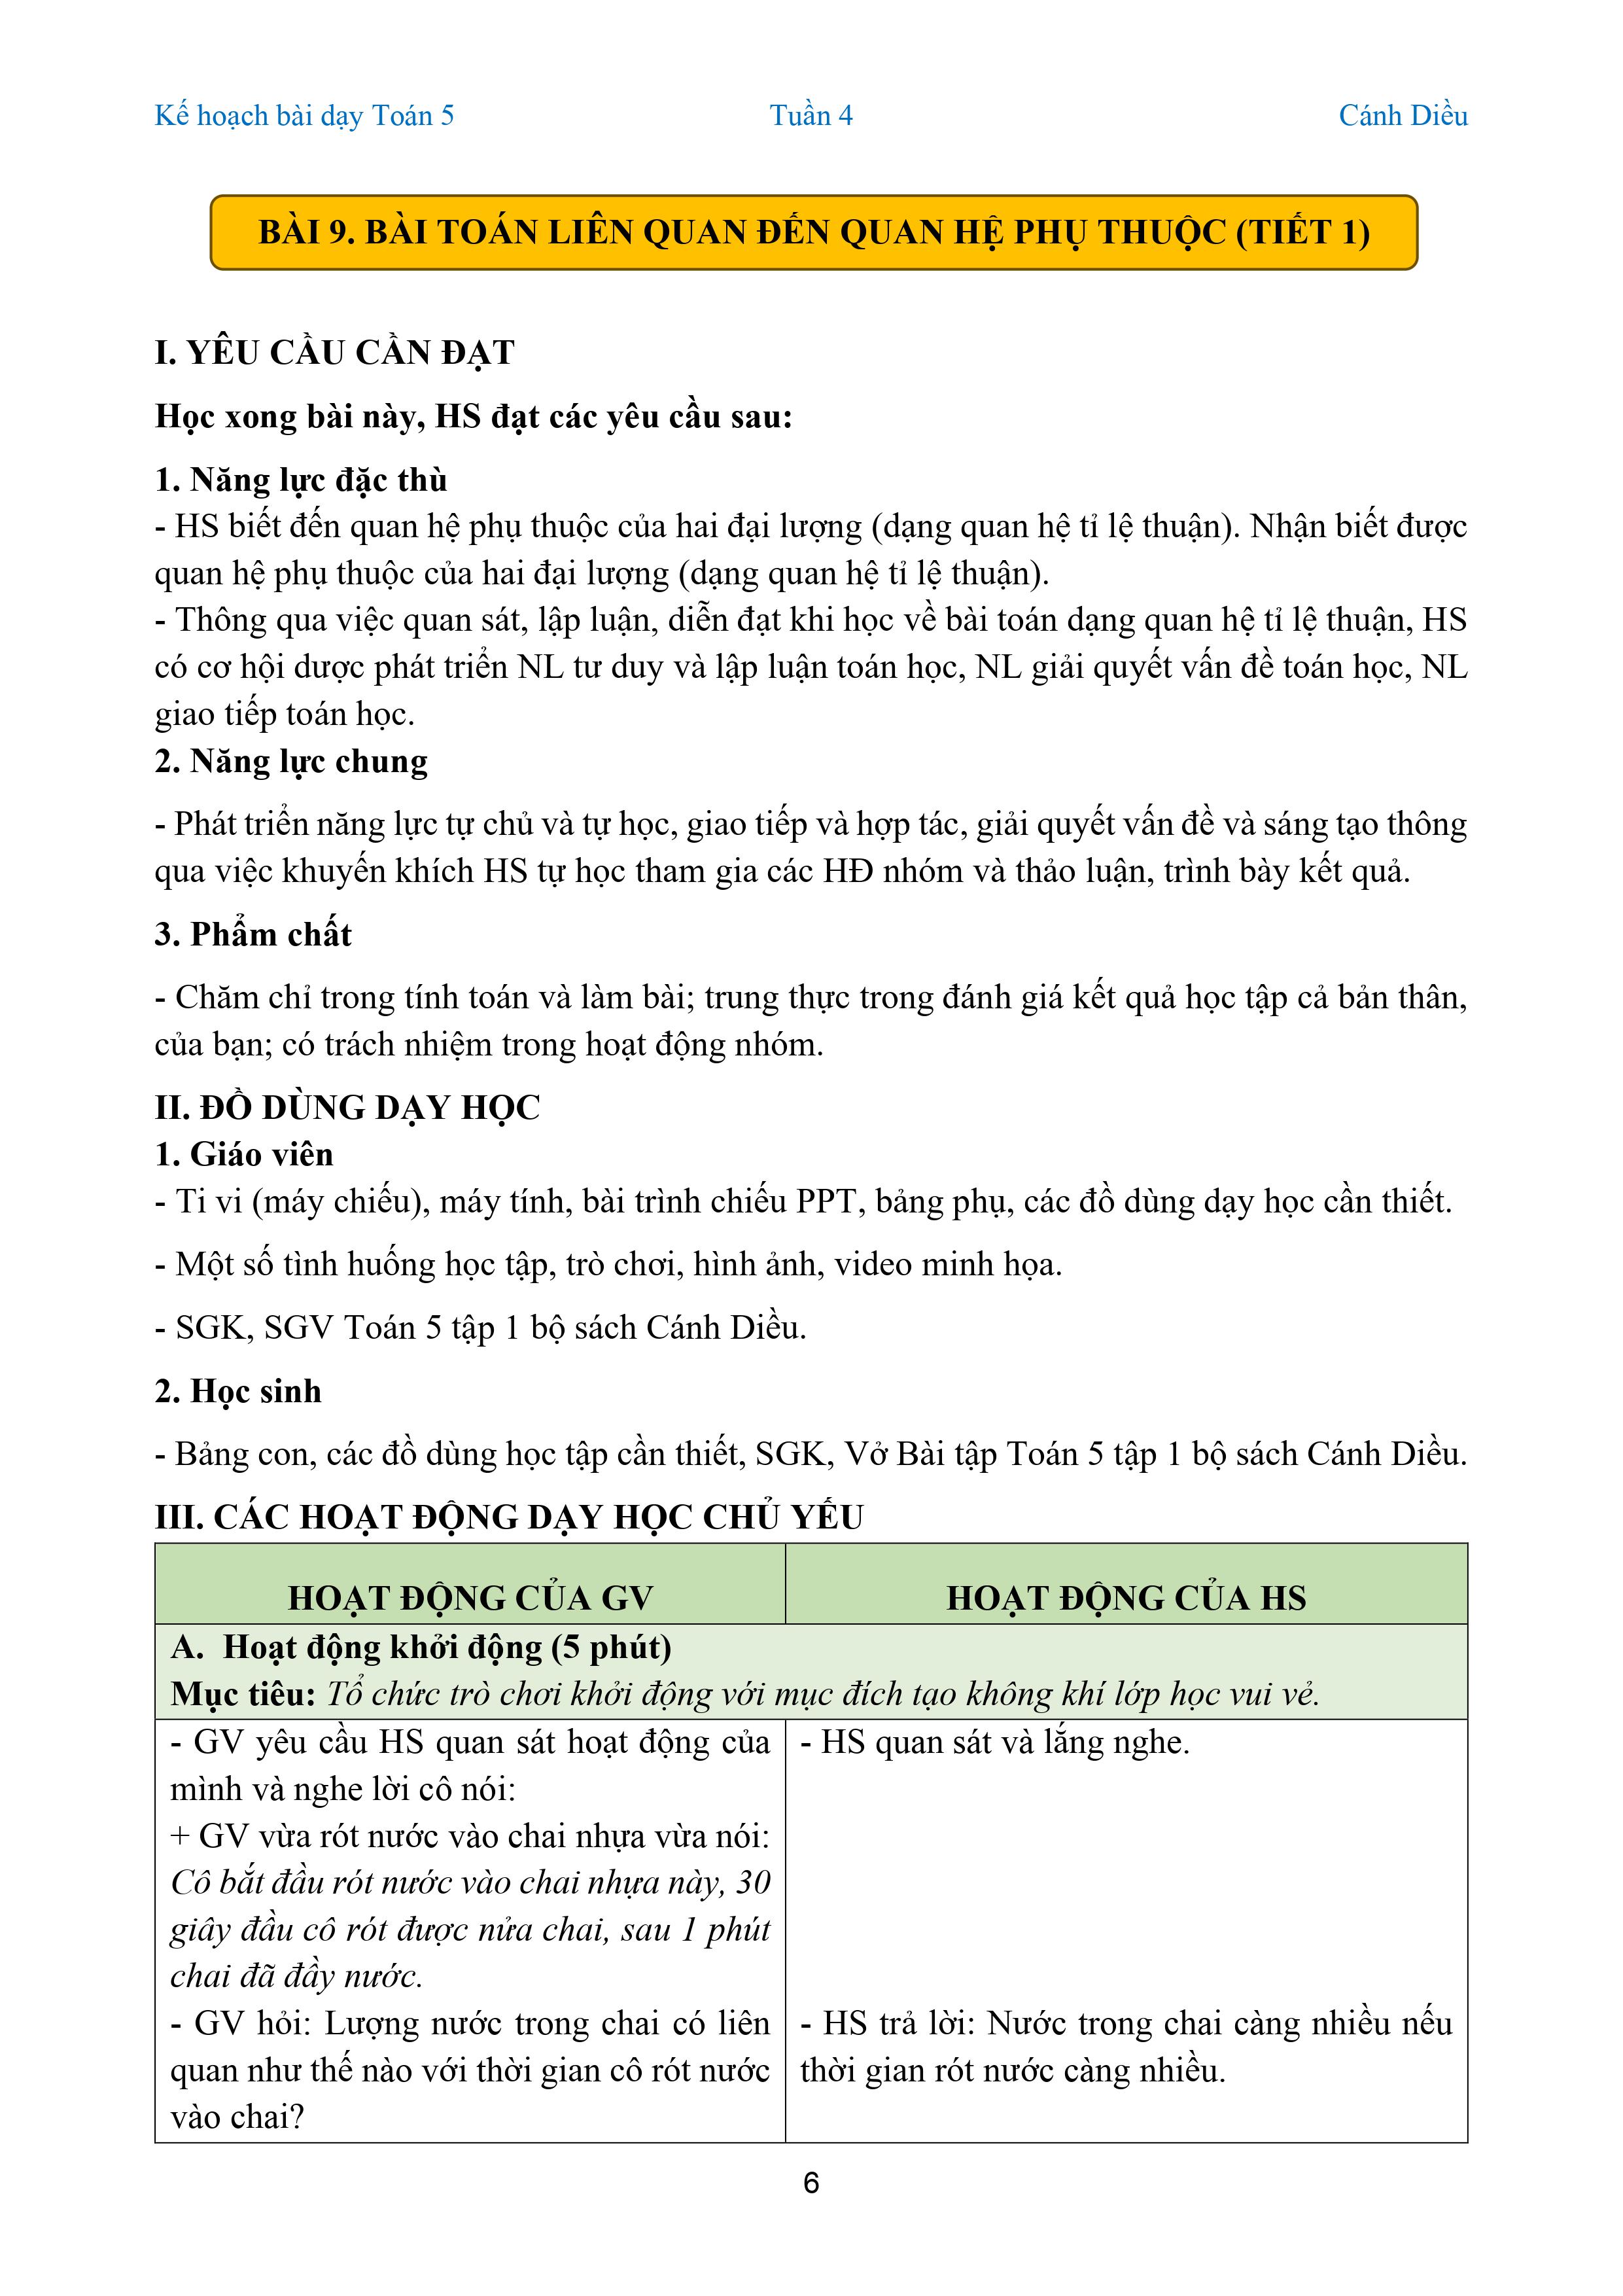 Kế hoạch bài dạy Toán 5 Tuần 4 Cánh Diều
BÀI 9. BÀI TOÁN LIÊN QUAN ĐẾN QUAN HỆ PHỤ THUỘC (TIẾT 1)
I. YÊU CẦU CẦN ĐẠT
Học xong bài này, HS đạt các yêu cầu sau:
1. Năng lực đặc thù
- HS biết đến quan hệ phụ thuộc của hai đại lượng (dạng quan hệ tỉ lệ thuận). Nhận biết được
quan hệ phụ thuộc của hai đại lượng (dạng quan hệ tỉ lệ thuận).
- Thông qua việc quan sát, lập luận, diễn đạt khi học về bài toán dạng quan hệ tỉ lệ thuận, HS
có cơ hội dược phát triển NL tư duy và lập luận toán học, NL giải quyết vấn đề toán học, NL
giao tiếp toán học.
2. Năng lực chung
- Phát triển năng lực tự chủ và tự học, giao tiếp và hợp tác, giải quyết vấn đề và sáng tạo thông
qua việc khuyến khích HS tự học tham gia các HĐ nhóm và thảo luận, trình bày kết quả.
3. Phẩm chất
- Chăm chỉ trong tính toán và làm bài; trung thực trong đánh giá kết quả học tập cả bản thân,
của bạn; có trách nhiệm trong hoạt động nhóm.
II. ĐỒ DÙNG DẠY HỌC
1. Giáo viên
- Ti vi (máy chiếu), máy tính, bài trình chiếu PPT, bảng phụ, các đồ dùng dạy học cần thiết.
- Một số tình huống học tập, trò chơi, hình ảnh, video minh họa.
- SGK, SGV Toán 5 tập 1 bộ sách Cánh Diều.
2. Học sinh
- Bảng con, các đồ dùng học tập cần thiết, SGK, Vở Bài tập Toán 5 tập 1 bộ sách Cánh Diều.
III. CÁC HOẠT ĐỘNG DẠY HỌC CHỦ YẾU
HOẠT ĐỘNG CỦA GV
HOẠT ĐỘNG CỦA HS
A. Hoạt động khởi động (5 phút)
Mục tiêu: Tổ chức trò chơi khởi động với mục đích tạo không khí lớp học vui vẻ.
- GV yêu cầu HS quan sát hoạt động của
mình và nghe lời cô nói:
+ GV vừa rót nước vào chai nhựa vừa nói:
Cô bắt đầu rót nước vào chai nhựa này, 30
giây đầu cô rót được nửa chai, sau 1 phút
chai đã đầy nước.
- GV hỏi: Lượng nước trong chai có liên
quan như thế nào với thời gian cô rót nước
vào chai?
- HS quan sát và lắng nghe.
- HS trả lời: Nước trong chai càng nhiều nếu
thời gian rót nước càng nhiều.
6